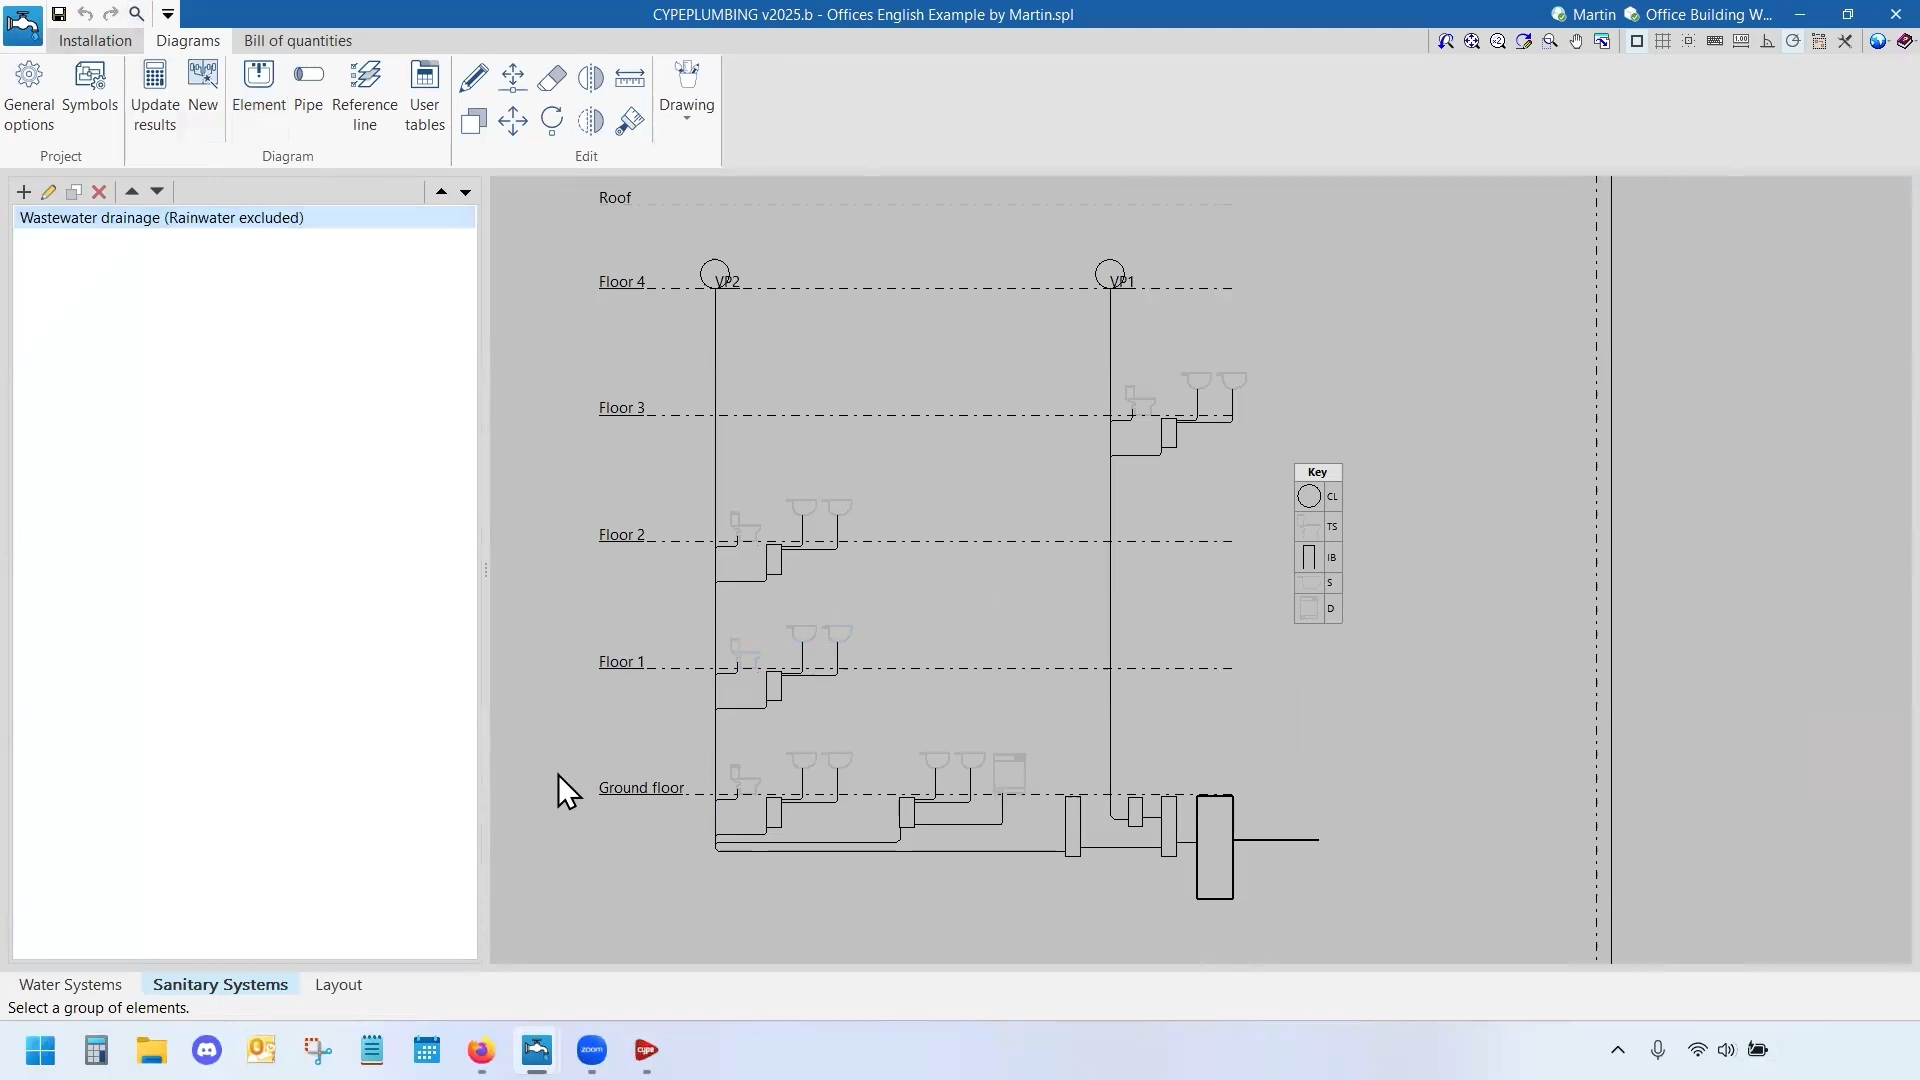 CYPEPLUMBING v2025.b - Offices English Example by Martin.spl
Martin
Office Building W...
Installation
Diagrams
Bill of quantities
General options
Symbols
Update results
New
Element
Pipe
Reference line
User tables
Drawing
Project
Diagram
Edit
Wastewater drainage (Rainwater excluded)
Roof
Floor 4
VP2
VP1
Floor 3
Key
CL
TS
Floor 2
IB
S
D
Floor 1
Ground floor
Water Systems
Sanitary Systems
Layout
Select a group of elements.
zoom
cype